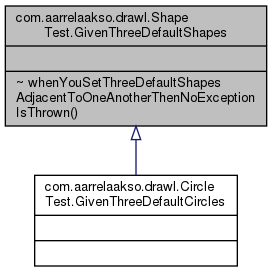 com.aarrelaakso.drawl.Shape
Test.GivenThreeDefaultShapes
~ whenYouSetThreeDefaultShapes
AdjacentToOneAnotherThenNoException
IsThrown()
com.aarrelaakso.drawl.Circle
Test.GivenThreeDefaultCircles